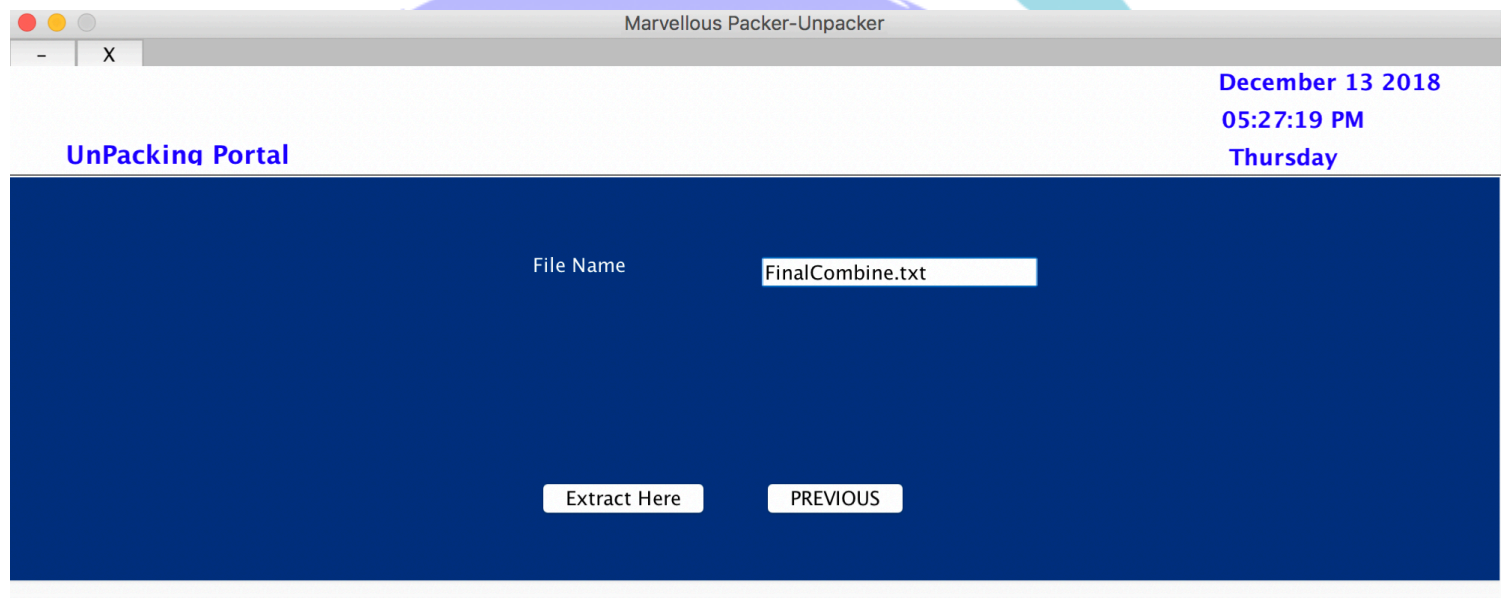 Marvellous Packer-Unpacker
- X
December 13 2018
05:27:19 PM
UnPacking Portal
Thursday
File Name FinalCombine.txt
Extract Here PREVIOUS